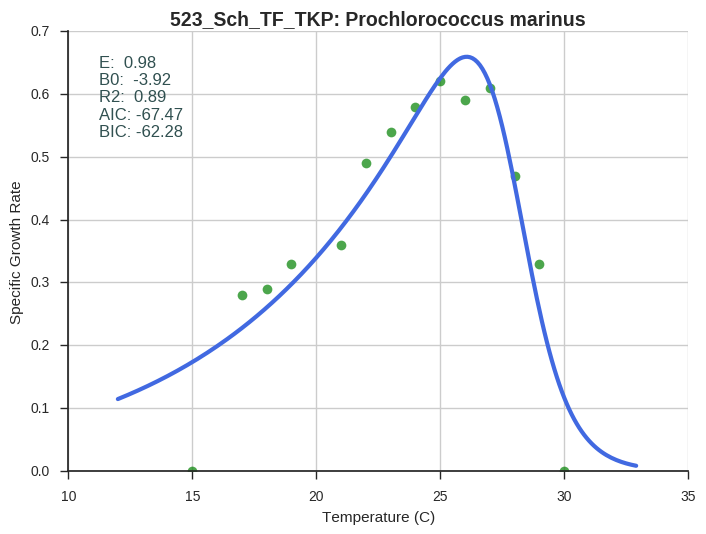 523_Sch_TF_TKP: Prochlorococcus marinus
E:  0.98
B0:  -3.92
R2:  0.89
AIC: -67.47
BIC: -62.28
Specific Growth Rate
0.7
0.6
0.5
0.4
0.3
0.2
0.1
0.0
10 15 20 25 30 35
Temperature (C)